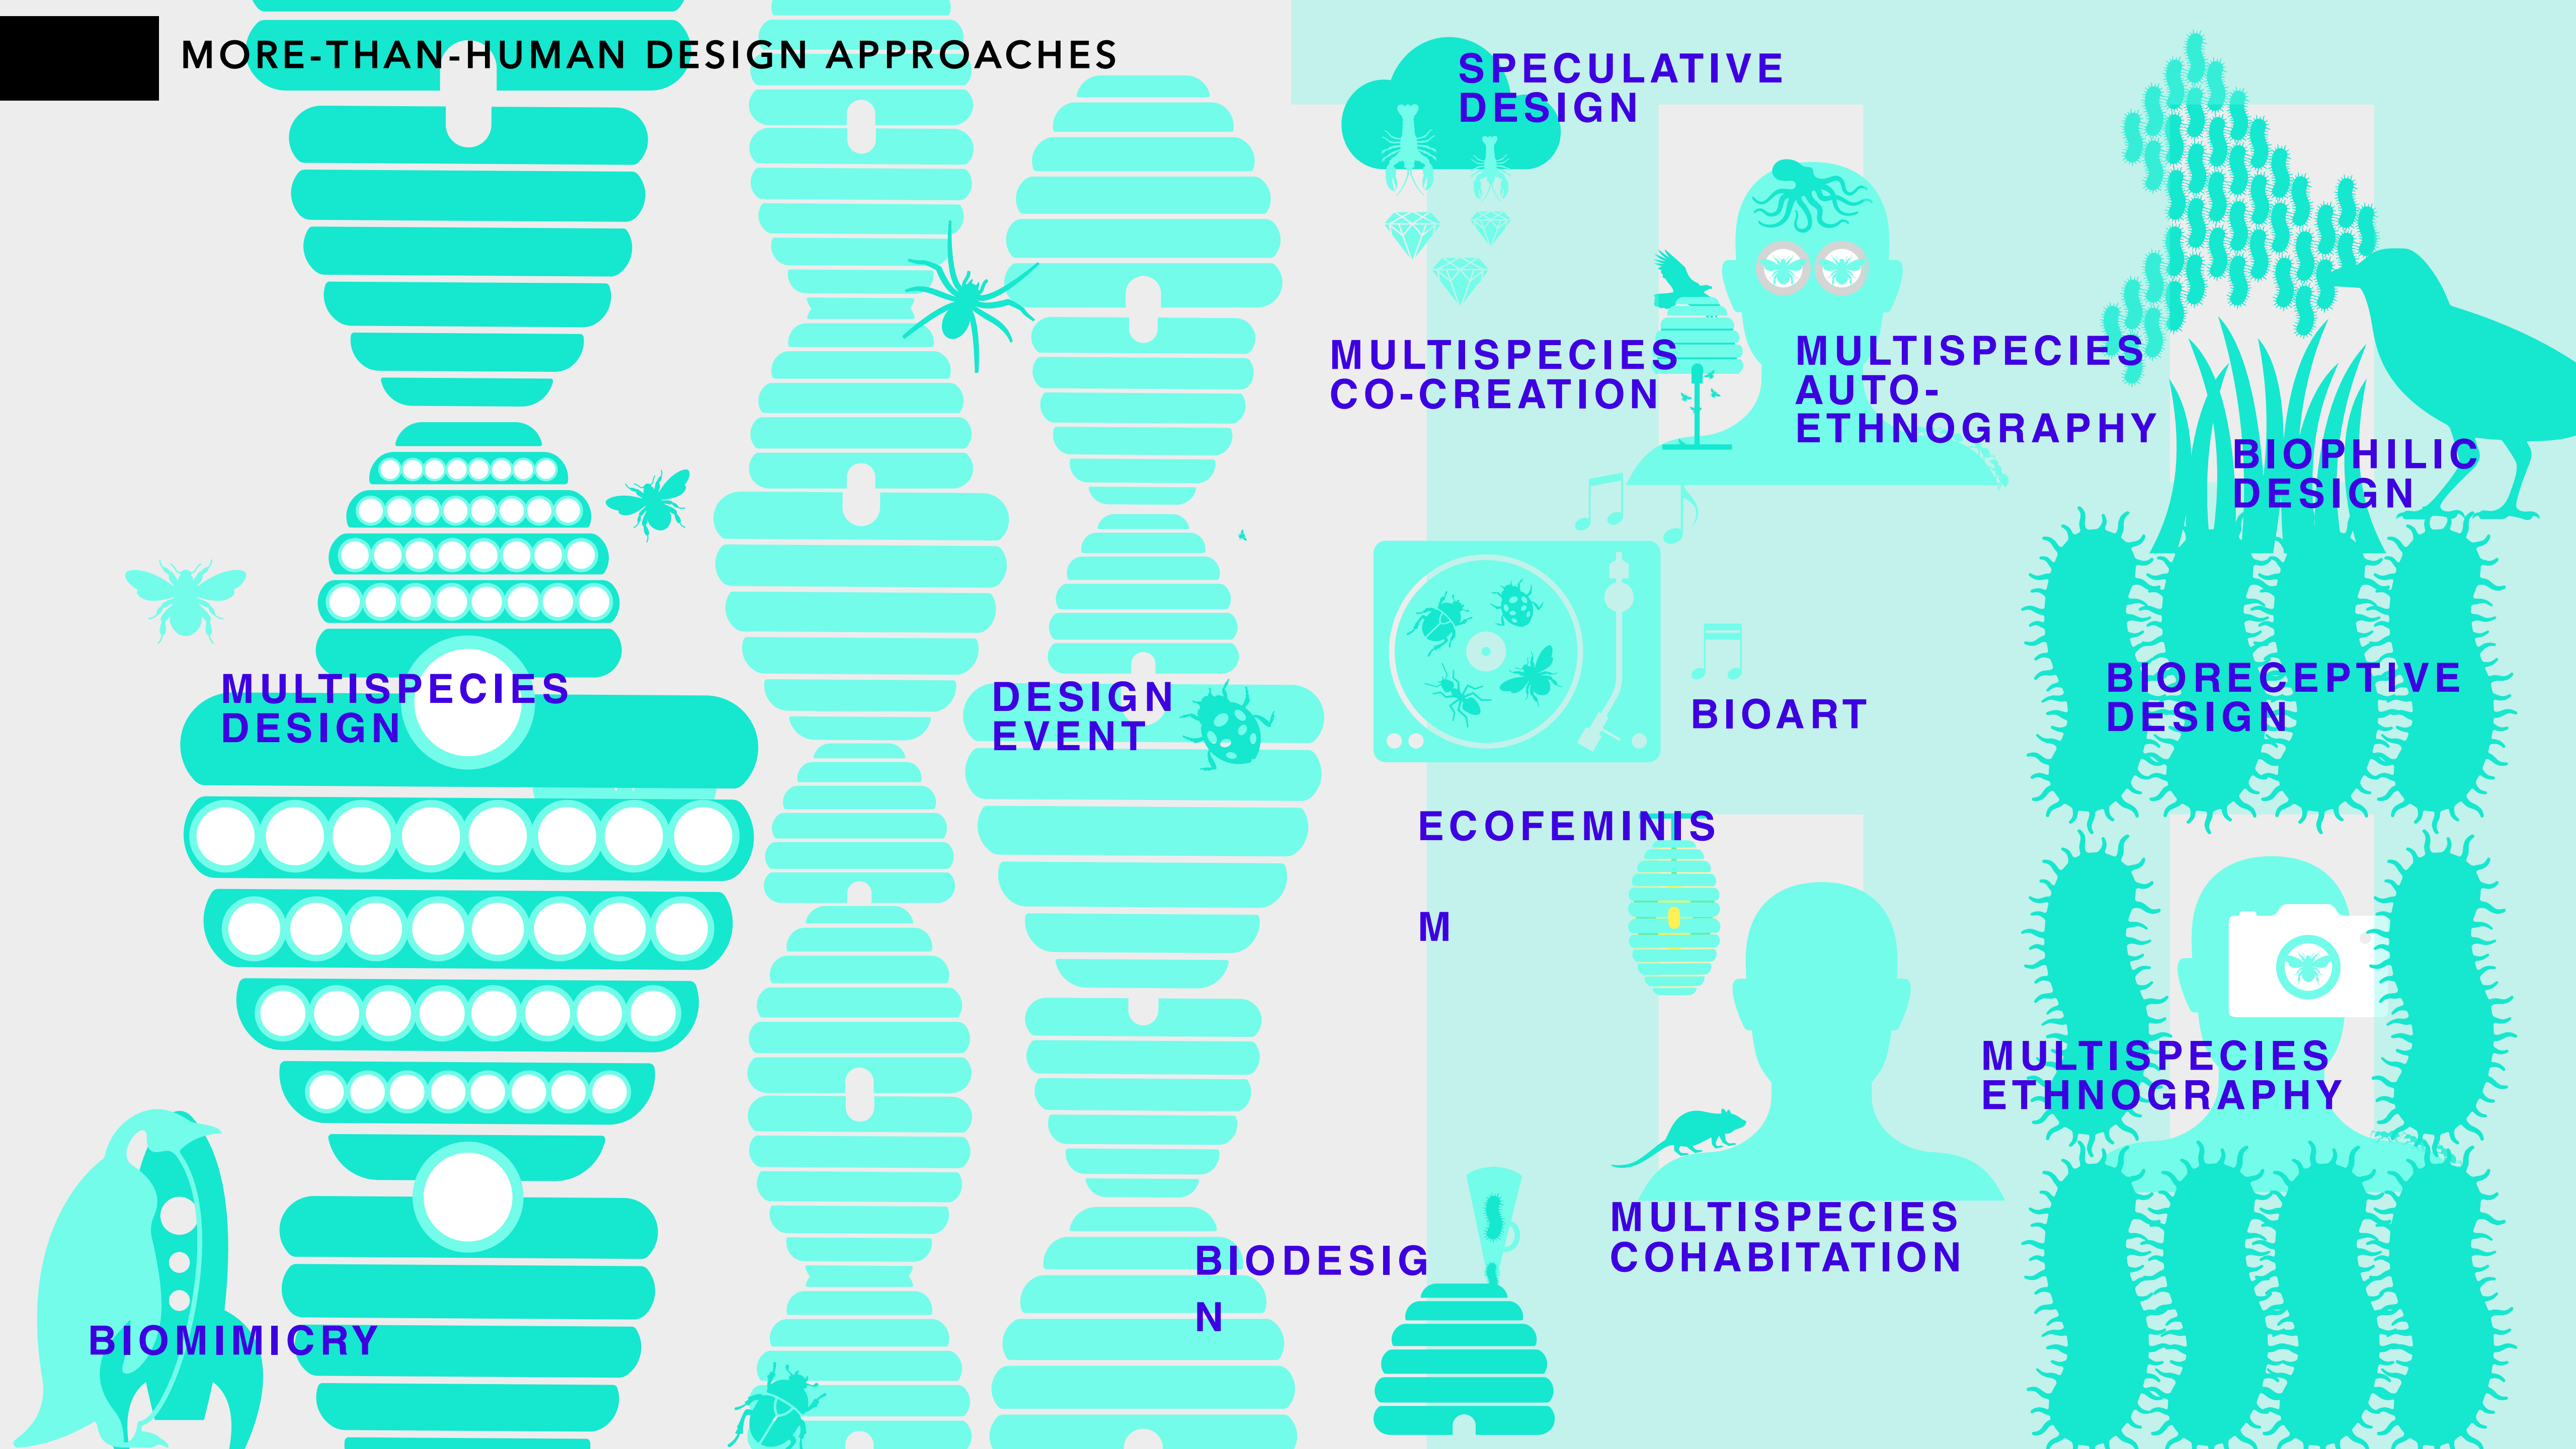 MORE-THAN-HUMAN DESIGN APPROACHES
SPECULATIVE
DESIGN
MULTISPECIES
CO-CREATION
MULTISPECIES
AUTO-
ETHNOGRAPHY
BIOPHILIC
DESIGN
MULTISPECIES
DESIGN
DESIGN
EVENT
BIOART
BIORECEPTIVE
DESIGN
ECOFEMINIS
M
MULTISPECIES
ETHNOGRAPHY
MULTISPECIES
COHABITATION
BIODESIG
N
BIOMIMICRY